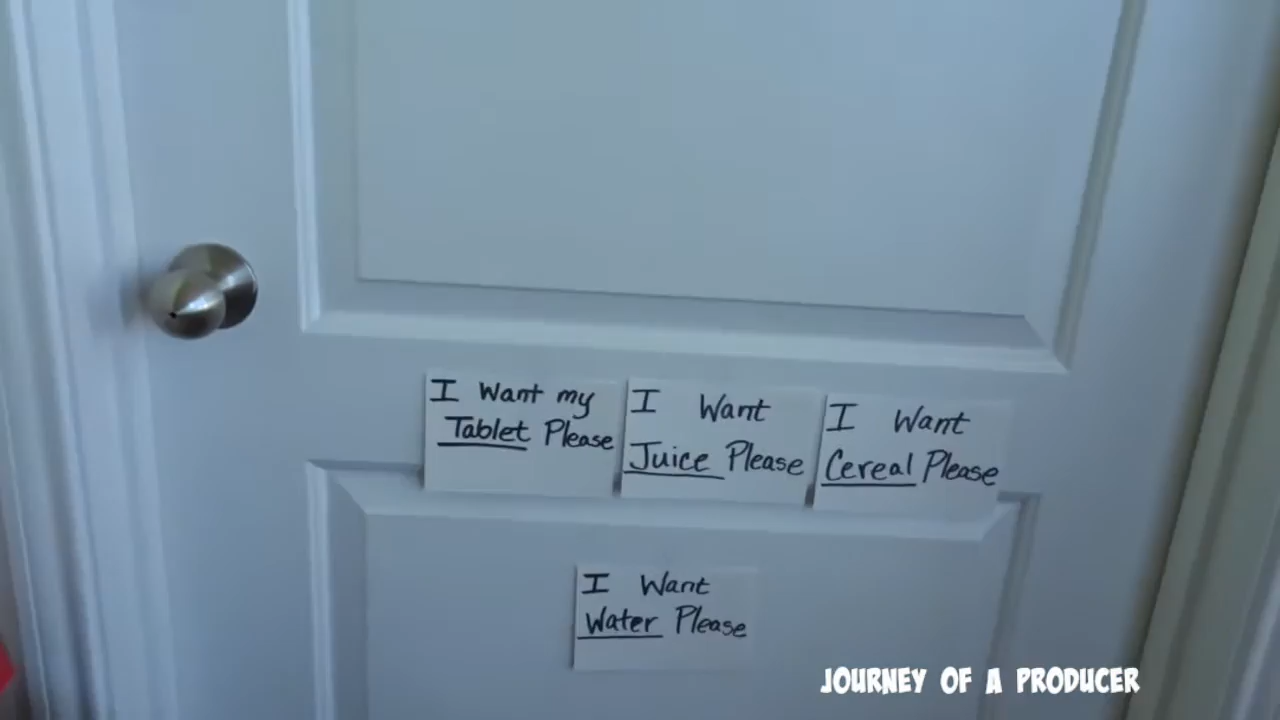 I Want my
Tablet Please
I Want
Juice Please
I Want
Cereal Please
I Want
Water Please
JOURNEY OF A PRODUCER